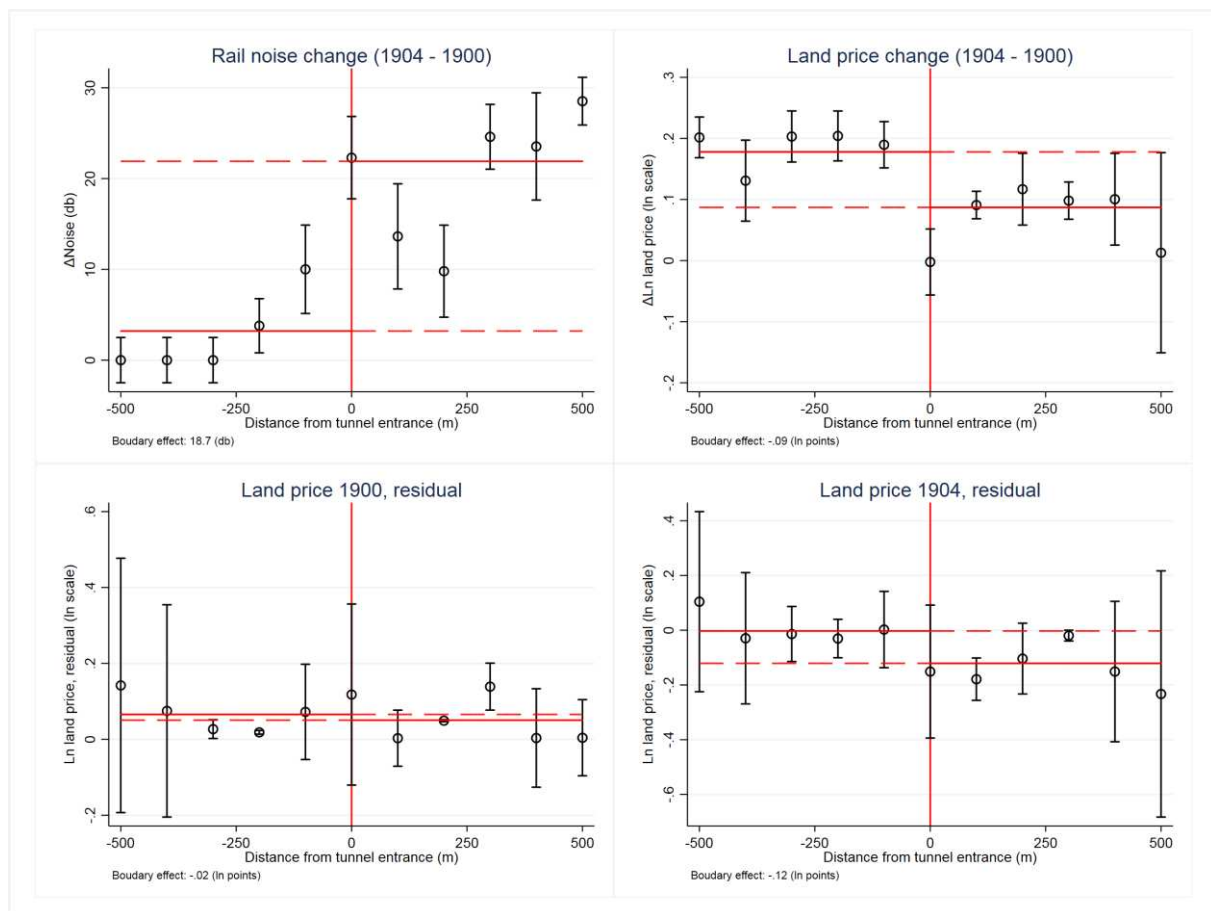 Rail noise change (1904 - 1900)
ΔNoise (db)
30
20
10
0
-500
-250
0
250
500
Distance from tunnel entrance (m)
Boudary effect: 18.7 (db)
Land price change (1904 - 1900)
ΔLn land price (ln scale)
.3
.2
.1
0
-.1
-.2
-500
-250
0
250
500
Distance from tunnel entrance (m)
Boudary effect: -.09 (ln points)
Land price 1900, residual
Ln land price, residual (ln scale)
.6
.4
.2
0
-.2
-500
-250
0
250
500
Distance from tunnel entrance (m)
Boudary effect: -.02 (ln points)
Land price 1904, residual
Ln land price, residual (ln scale)
.4
.2
0
-.2
-.4
-.6
-500
-250
0
250
500
Distance from tunnel entrance (m)
Boudary effect: -.12 (ln points)